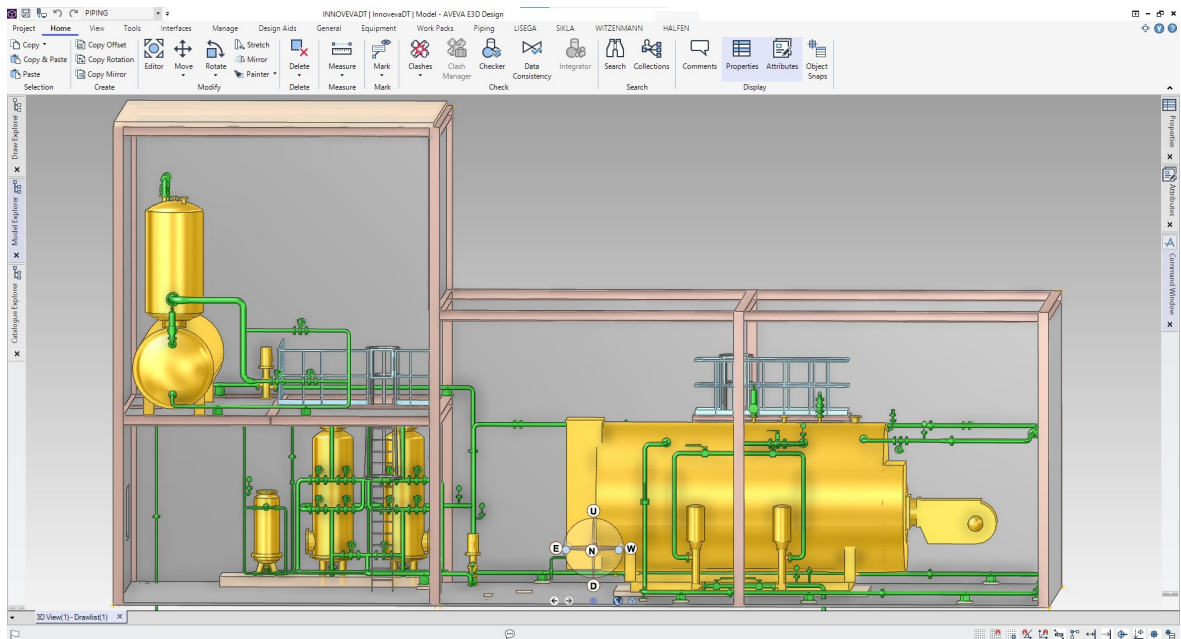 PIPING
INNOVEVADT | InnovevaDT | Model - AVEVA E3D Design
Project Home View Tools Interfaces Manage Design Aids General Equipment Work Packs Piping LISEGA SIKLA WITZENMANN HALFEN
Copy Copy Offset Stretch
Copy & Paste Copy Rotation Mirror
Paste Copy Mirror Painter
Editor Move Rotate Delete Measure Mark Clashes Clash Manager Checker Data Consistency Integrator Search Collections Comments Properties Attributes Object Snaps
Selection Create Modify Delete Measure Mark Check Search Display
Draw Explorer
Model Explorer
Catalogue Explorer
Properties
Attributes
Command Window
U
E N W
D
3D View(1) - Drawlist(1)